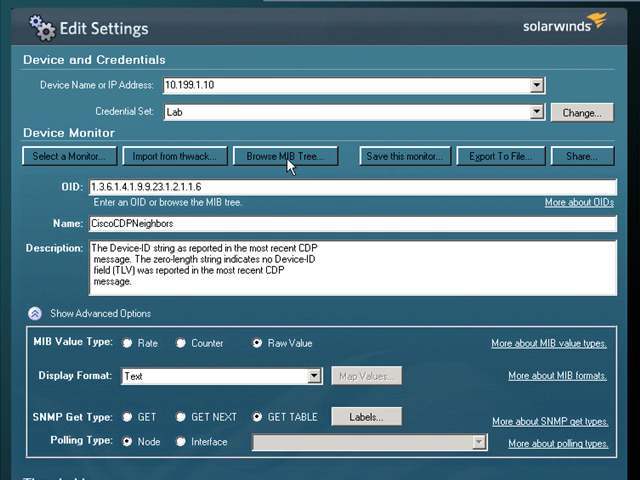 Edit Settings
solarwinds
Device and Credentials
Device Name or IP Address: 10.199.1.10
Credential Set: Lab Change...
Device Monitor
Select a Monitor... Import from thwack... Browse MIB Tree... Save this monitor... Export To File... Share...
OID: 1.3.6.1.4.1.9.9.23.1.2.1.1.6
Enter an OID or browse the MIB tree. More about OIDs
Name: CiscoCDPNeighbors
Description: The Device-ID string as reported in the most recent CDP
message. The zero-length string indicates no Device-ID
field (TLV) was reported in the most recent CDP
message.
Show Advanced Options
MIB Value Type: Rate Counter Raw Value More about MIB value types.
Display Format: Text Map Values... More about MIB formats.
SNMP Get Type: GET GET NEXT GET TABLE Labels... More about SNMP get types.
Polling Type: Node Interface More about polling types.